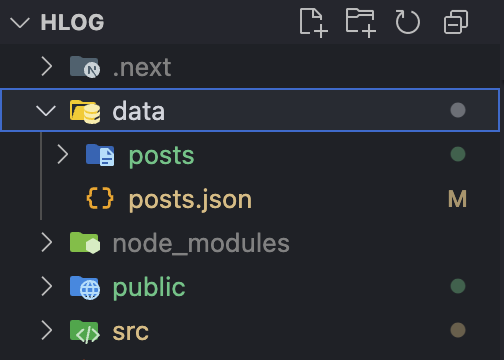 HLOG
.next
data
posts
{} posts.json M
node_modules
public
src